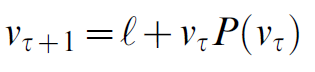 v_{τ+1} = ℓ + v_τ P(v_τ)